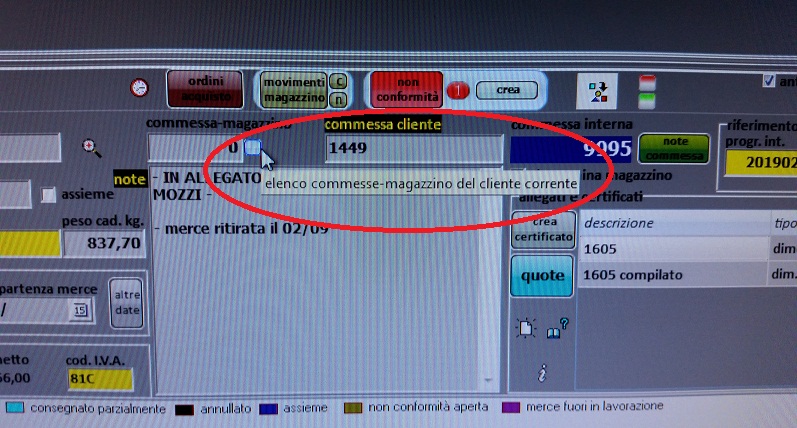 ordini
acquisto
movimenti
magazzino
c
n
non
conformità
1
crea
commessa-magazzino
commessa cliente
commessa interna
riferimento
0
1449
9995
note
commessa
progr. int.
201902
elenco commesse-magazzino del cliente corrente
note
- IN ALLEGATO
MOZZI -
- merce ritirata il 02/09
assieme
peso cad. kg.
837,70
partenza merce
/
15
altre
date
cod. I.V.A.
81C
ina magazzino
allegati e certificati
crea
certificato
quote
descrizione
tipo
1605
dim
1605 compilato
dim.
i
consegnato parzialmente
annullato
assieme
non conformità aperta
merce fuori in lavorazione